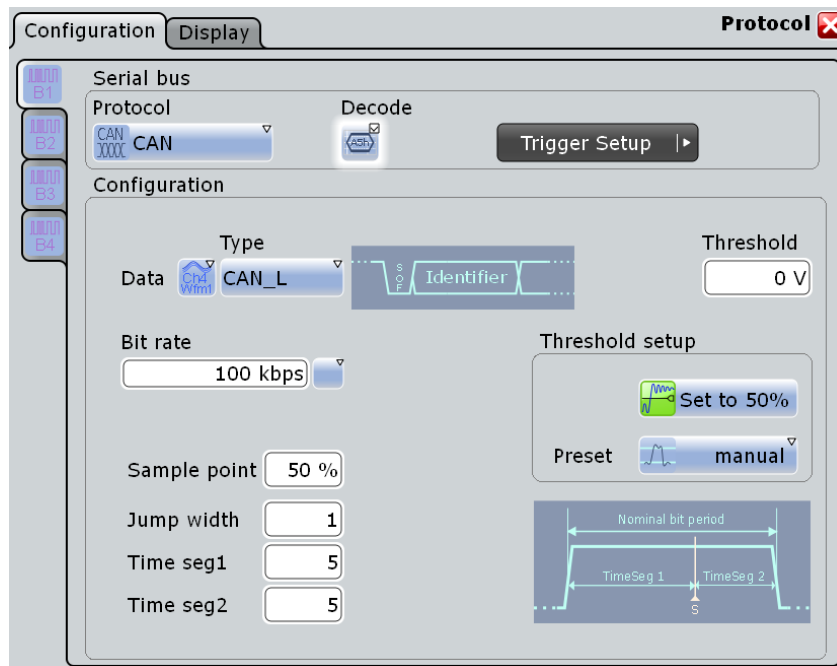 Configuration Display Protocol
B1
B2
B3
B4
Serial bus
Protocol Decode
CAN CAN A5h Trigger Setup
Configuration
Type Threshold
Data Ch4 Wfm1 CAN_L SOF Identifier 0 V
Bit rate Threshold setup
100 kbps
Set to 50%
Preset manual
Sample point 50 %
Jump width 1
Time seg1 5
Time seg2 5
Nominal bit period
TimeSeg 1 TimeSeg 2
S